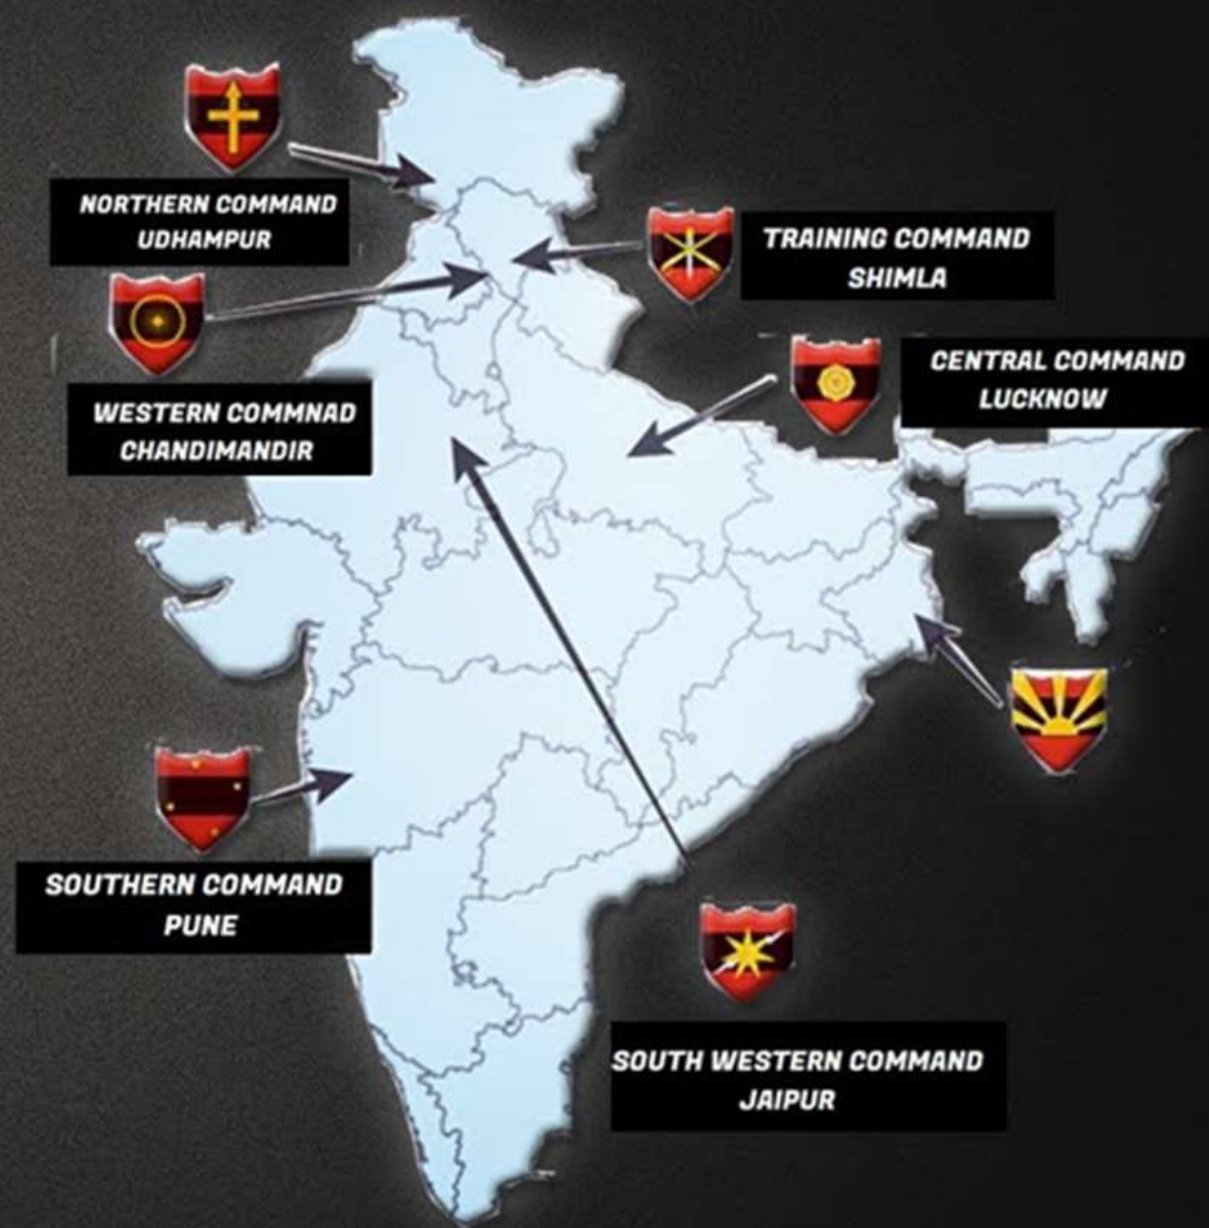 NORTHERN COMMAND
UDHAMPUR
TRAINING COMMAND
SHIMLA
CENTRAL COMMAND
LUCKNOW
WESTERN COMMNAD
CHANDIMANDIR
SOUTHERN COMMAND
PUNE
SOUTH WESTERN COMMAND
JAIPUR